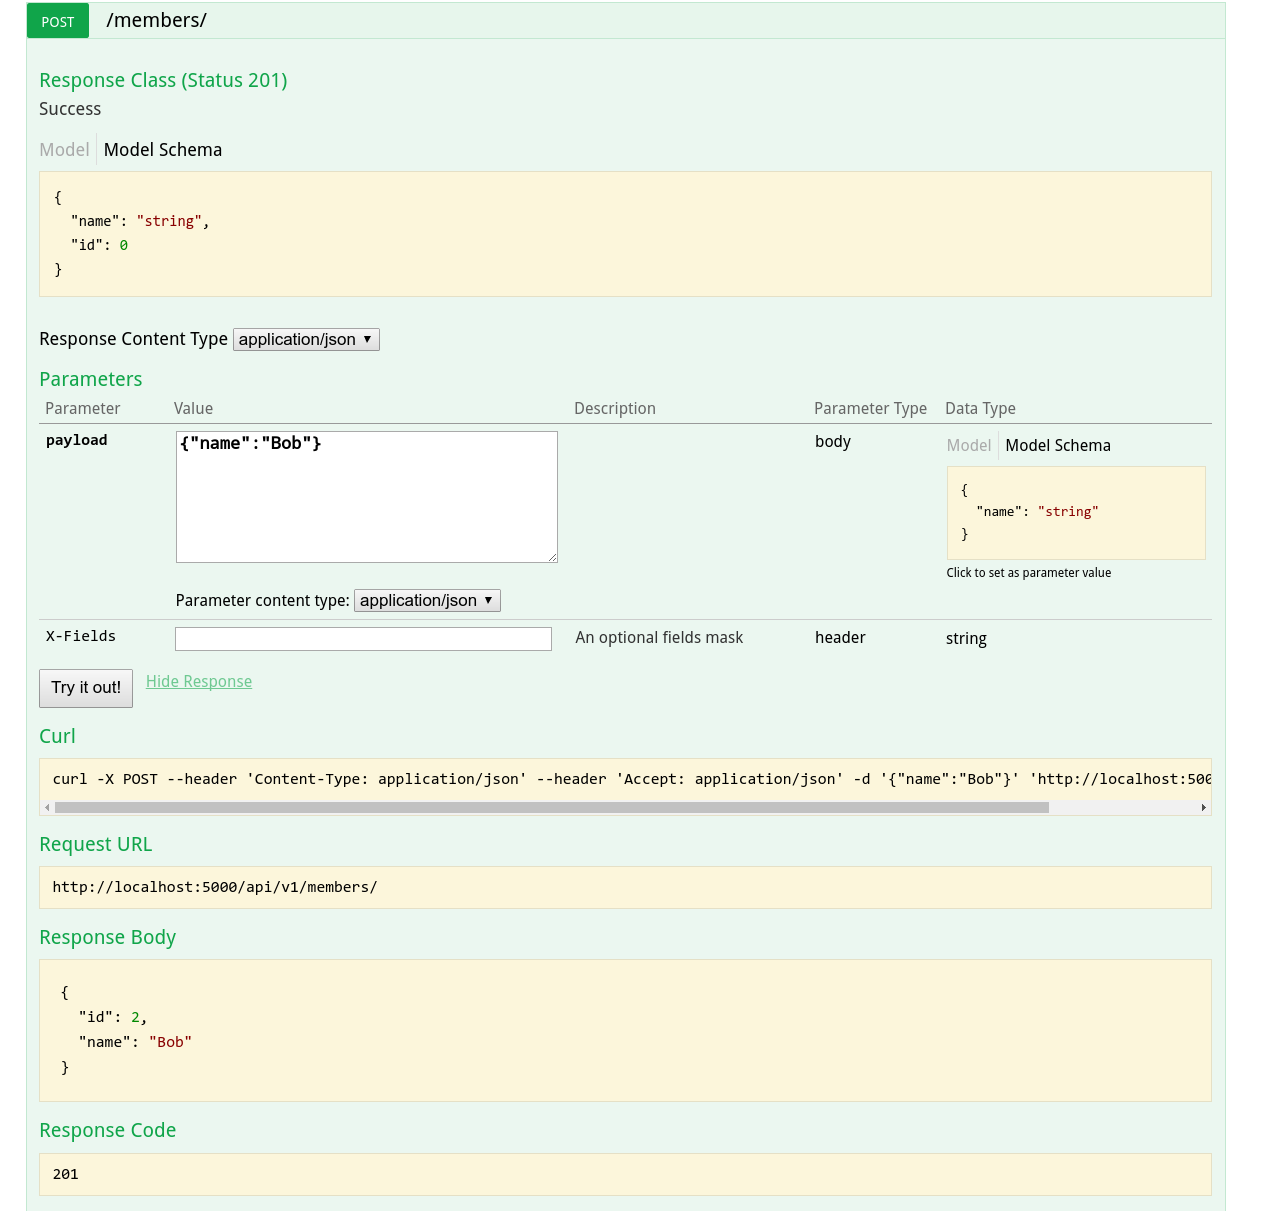 POST /members/
Response Class (Status 201)
Success
Model Model Schema
{
"name": "string",
"id": 0
}
Response Content Type application/json ▼
Parameters
Parameter Value Description Parameter Type Data Type
payload {"name":"Bob"} body Model Model Schema
{
"name": "string"
}
Click to set as parameter value
Parameter content type: application/json ▼
X-Fields An optional fields mask header string
Try it out! Hide Response
Curl
curl -X POST --header 'Content-Type: application/json' --header 'Accept: application/json' -d '{"name":"Bob"}' 'http://localhost:500
Request URL
http://localhost:5000/api/v1/members/
Response Body
{
"id": 2,
"name": "Bob"
}
Response Code
201